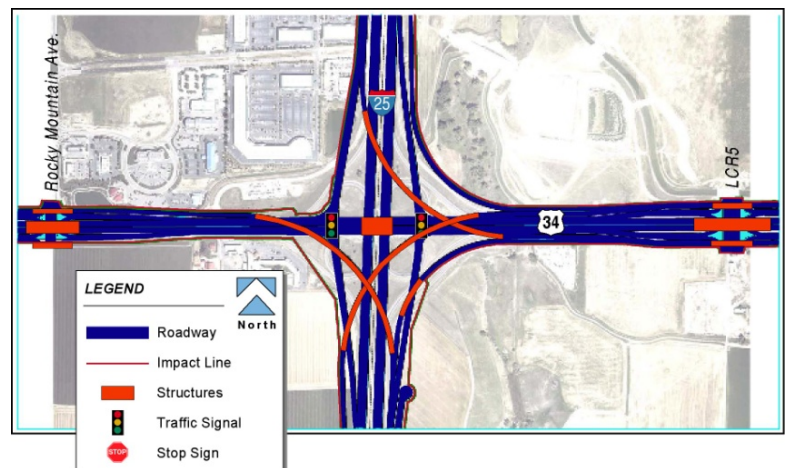 Rocky Mountain Ave.
25
LCR5
34
LEGEND
North
Roadway
Impact Line
Structures
Traffic Signal
STOP
Stop Sign